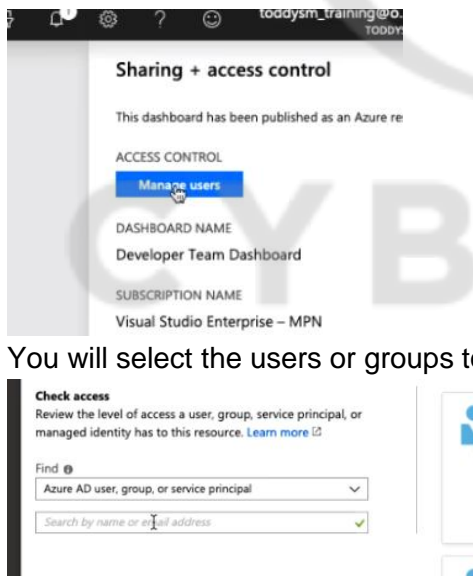 toddysm_training@o.
TODDYS
Sharing + access control
This dashboard has been published as an Azure re
ACCESS CONTROL
Manage users
DASHBOARD NAME
Developer Team Dashboard
SUBSCRIPTION NAME
Visual Studio Enterprise – MPN
CYB
You will select the users or groups to
Check access
Review the level of access a user, group, service principal, or
managed identity has to this resource. Learn more
Find
Azure AD user, group, or service principal
Search by name or email address